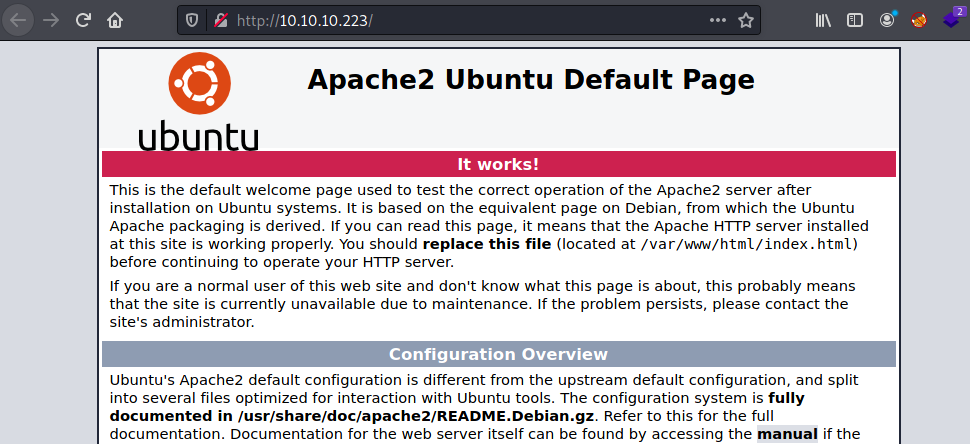 http://10.10.10.223/
2
Apache2 Ubuntu Default Page
ubuntu
It works!
This is the default welcome page used to test the correct operation of the Apache2 server after
installation on Ubuntu systems. It is based on the equivalent page on Debian, from which the Ubuntu
Apache packaging is derived. If you can read this page, it means that the Apache HTTP server installed
at this site is working properly. You should replace this file (located at /var/www/html/index.html)
before continuing to operate your HTTP server.
If you are a normal user of this web site and don't know what this page is about, this probably means
that the site is currently unavailable due to maintenance. If the problem persists, please contact the
site's administrator.
Configuration Overview
Ubuntu's Apache2 default configuration is different from the upstream default configuration, and split
into several files optimized for interaction with Ubuntu tools. The configuration system is fully
documented in /usr/share/doc/apache2/README.Debian.gz. Refer to this for the full
documentation. Documentation for the web server itself can be found by accessing the manual if the